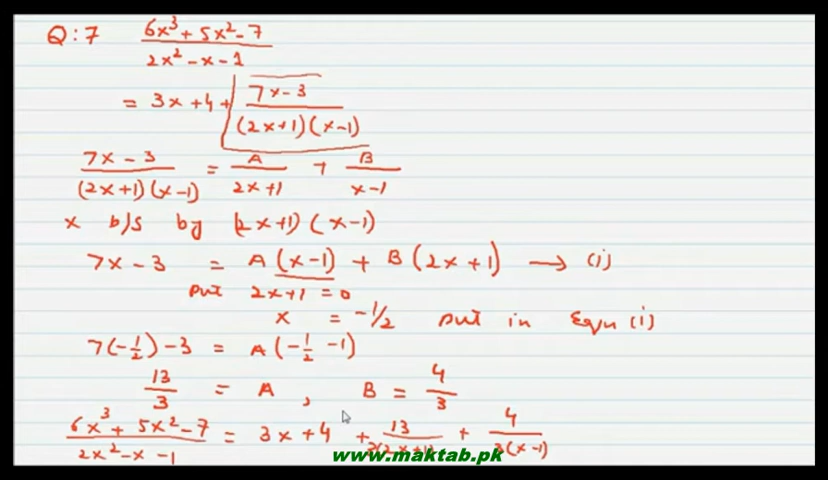 Q:7 (6x³ + 5x² - 7)/(2x² - x - 1)
= 3x + 4 + (7x - 3)/((2x+1)(x-1))
(7x - 3)/((2x+1)(x-1)) = A/(2x+1) + B/(x-1)
x b/s by (2x+1)(x-1)
7x - 3 = A(x-1) + B(2x+1) → (i)
put 2x+1 = 0
x = -1/2 put in Eqn (i)
7(-1/2) - 3 = A(-1/2 - 1)
13/3 = A, B = 4/3
(6x³ + 5x² - 7)/(2x² - x - 1) = 3x + 4 + 13/(3(2x+1)) + 4/(3(x-1))
www.maktab.pk